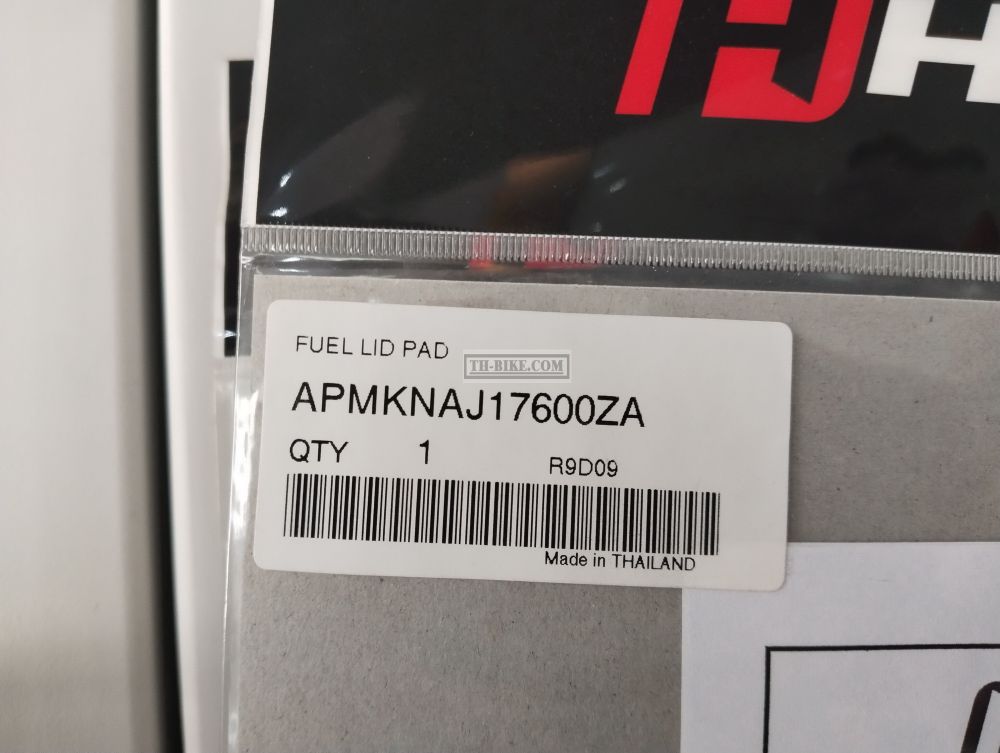 FUEL LID PAD
TH-BIKE.COM
APMKNAJ17600ZA
QTY 1 R9D09
Made in THAILAND